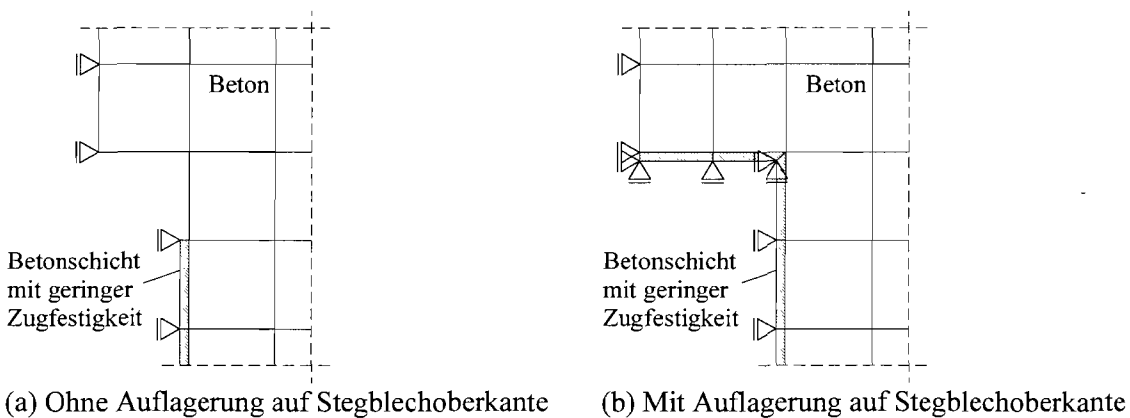 Beton
Betonschicht
mit geringer
Zugfestigkeit
(a) Ohne Auflagerung auf Stegblechoberkante
Beton
Betonschicht
mit geringer
Zugfestigkeit
(b) Mit Auflagerung auf Stegblechoberkante